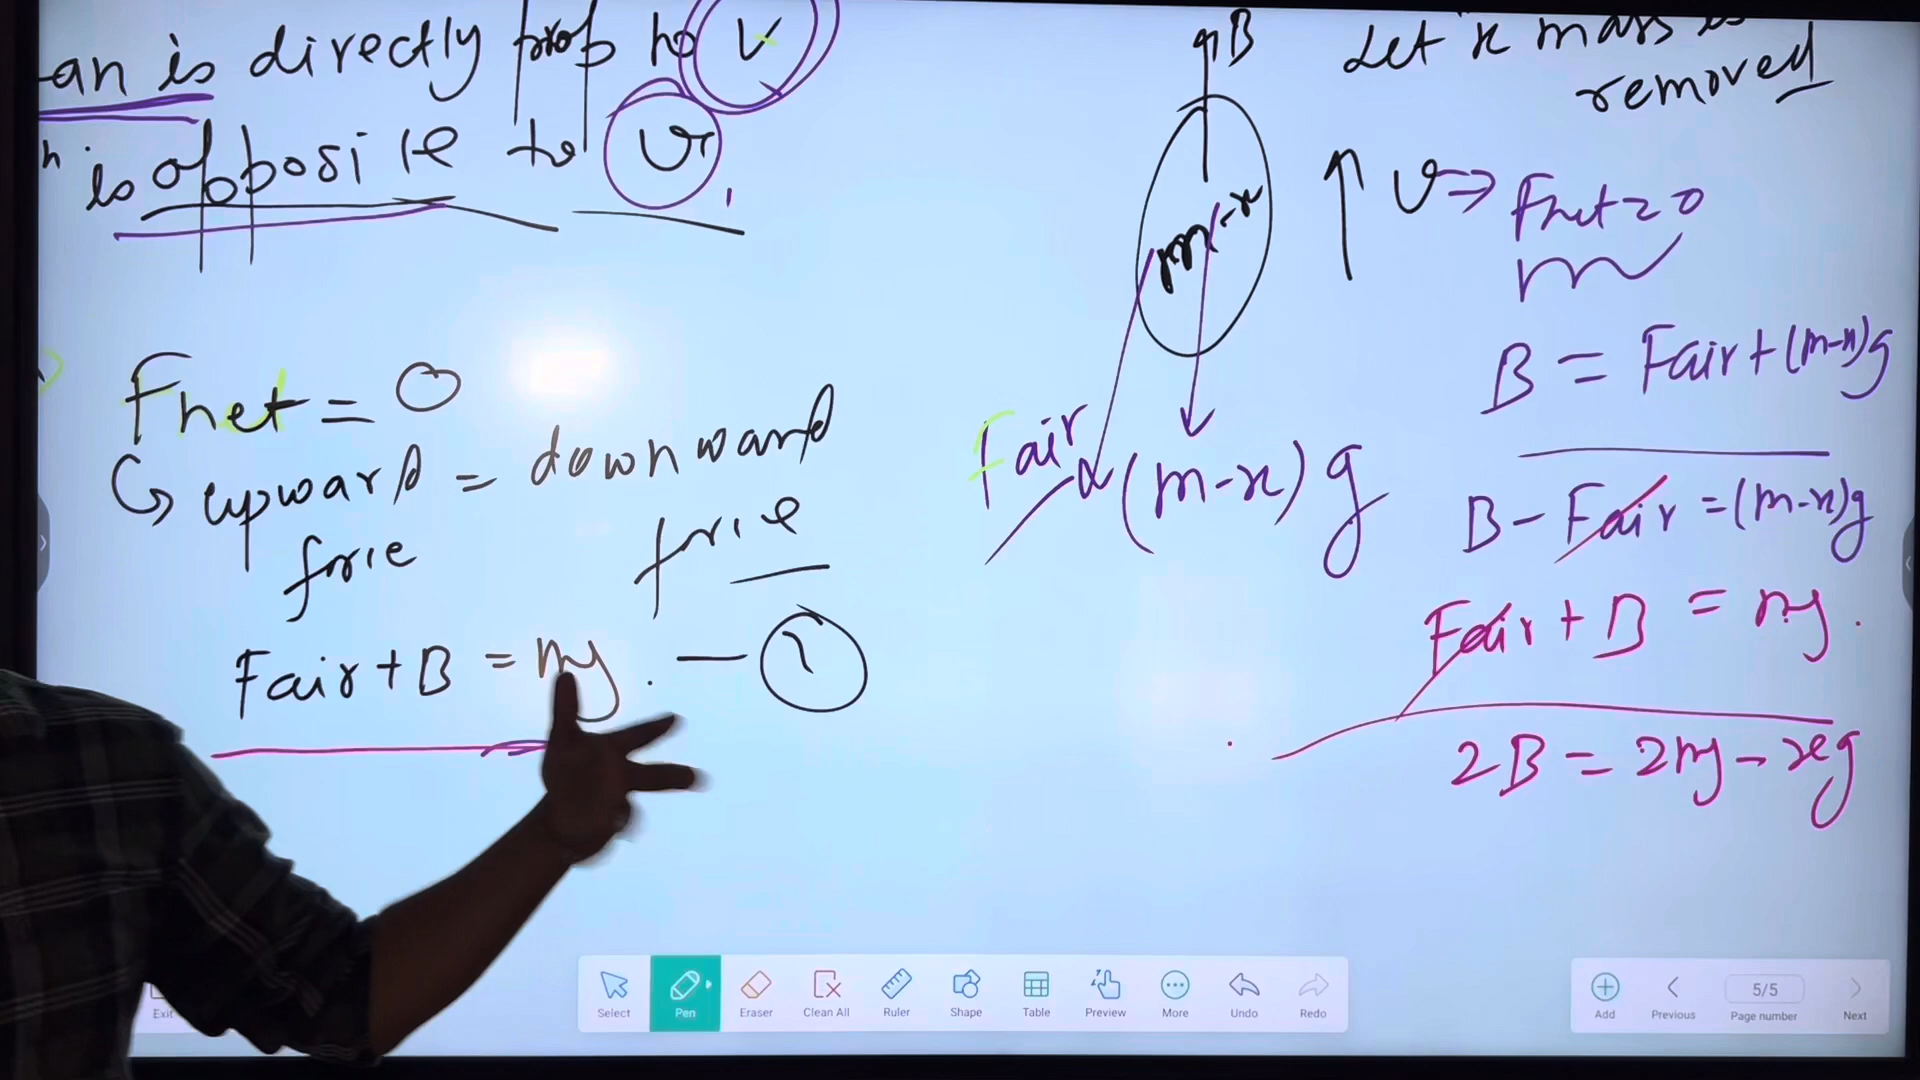 an is directly prop to v
n is opposite to v,
Fnet = 0
upward = downward
force force
Fair + B = mg. — 1
B
Let x mass is
removed
m-x
v ⇒ Fnet = 0
Fair
(m-x) g
B = Fair + (m-x)g
B - Fair = (m-x)g
Fair + B = mg.
2B = 2mg - xg
Exit
Select Pen Eraser Clean All Ruler Shape Table Preview More Undo Redo
Add Previous 5/5 Page number Next